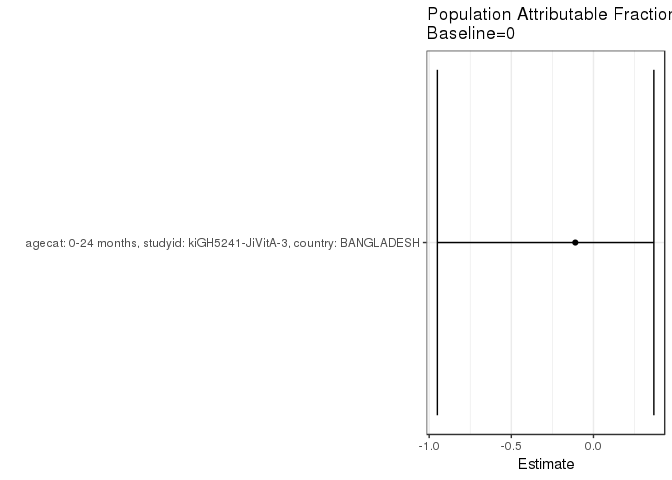 Population Attributable Fraction
Baseline=0
agecat: 0-24 months, studyid: kiGH5241-JiVitA-3, country: BANGLADESH
-1.0 -0.5 0.0
Estimate